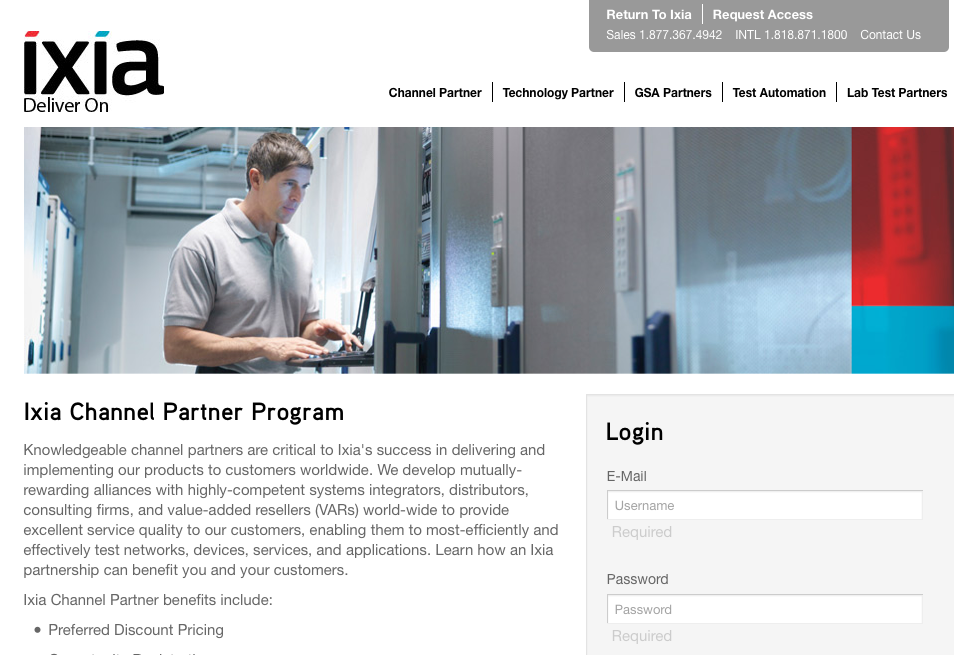 Return To Ixia Request Access
Sales 1.877.367.4942 INTL 1.818.871.1800 Contact Us
ixia
Deliver On
Channel Partner Technology Partner GSA Partners Test Automation Lab Test Partners
Ixia Channel Partner Program
Knowledgeable channel partners are critical to Ixia's success in delivering and
implementing our products to customers worldwide. We develop mutually-
rewarding alliances with highly-competent systems integrators, distributors,
consulting firms, and value-added resellers (VARs) world-wide to provide
excellent service quality to our customers, enabling them to most-efficiently and
effectively test networks, devices, services, and applications. Learn how an Ixia
partnership can benefit you and your customers.
Ixia Channel Partner benefits include:
• Preferred Discount Pricing
Login
E-Mail
Username
Required
Password
Password
Required